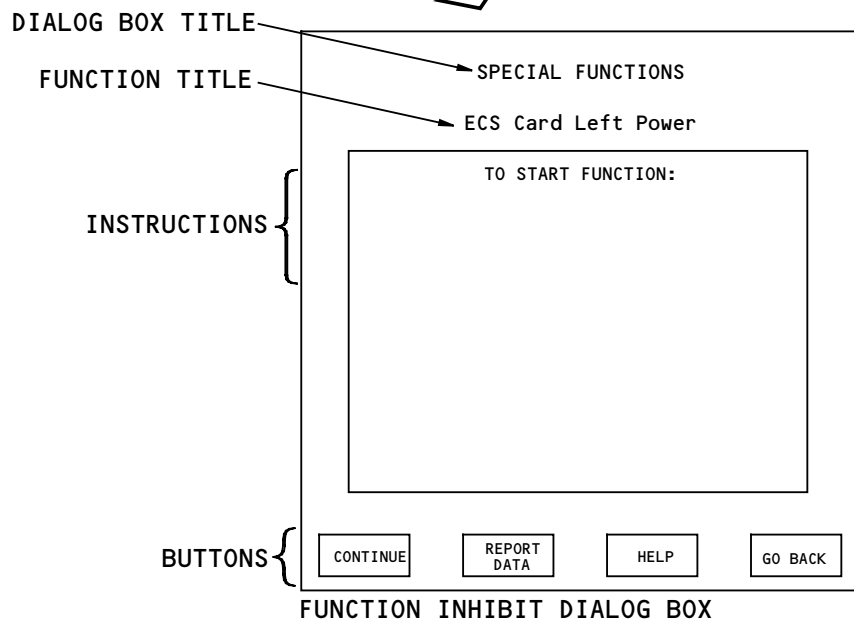 DIALOG BOX TITLE
SPECIAL FUNCTIONS
FUNCTION TITLE
ECS Card Left Power
TO START FUNCTION:
INSTRUCTIONS
BUTTONS
CONTINUE
REPORT
DATA
HELP
GO BACK
FUNCTION INHIBIT DIALOG BOX